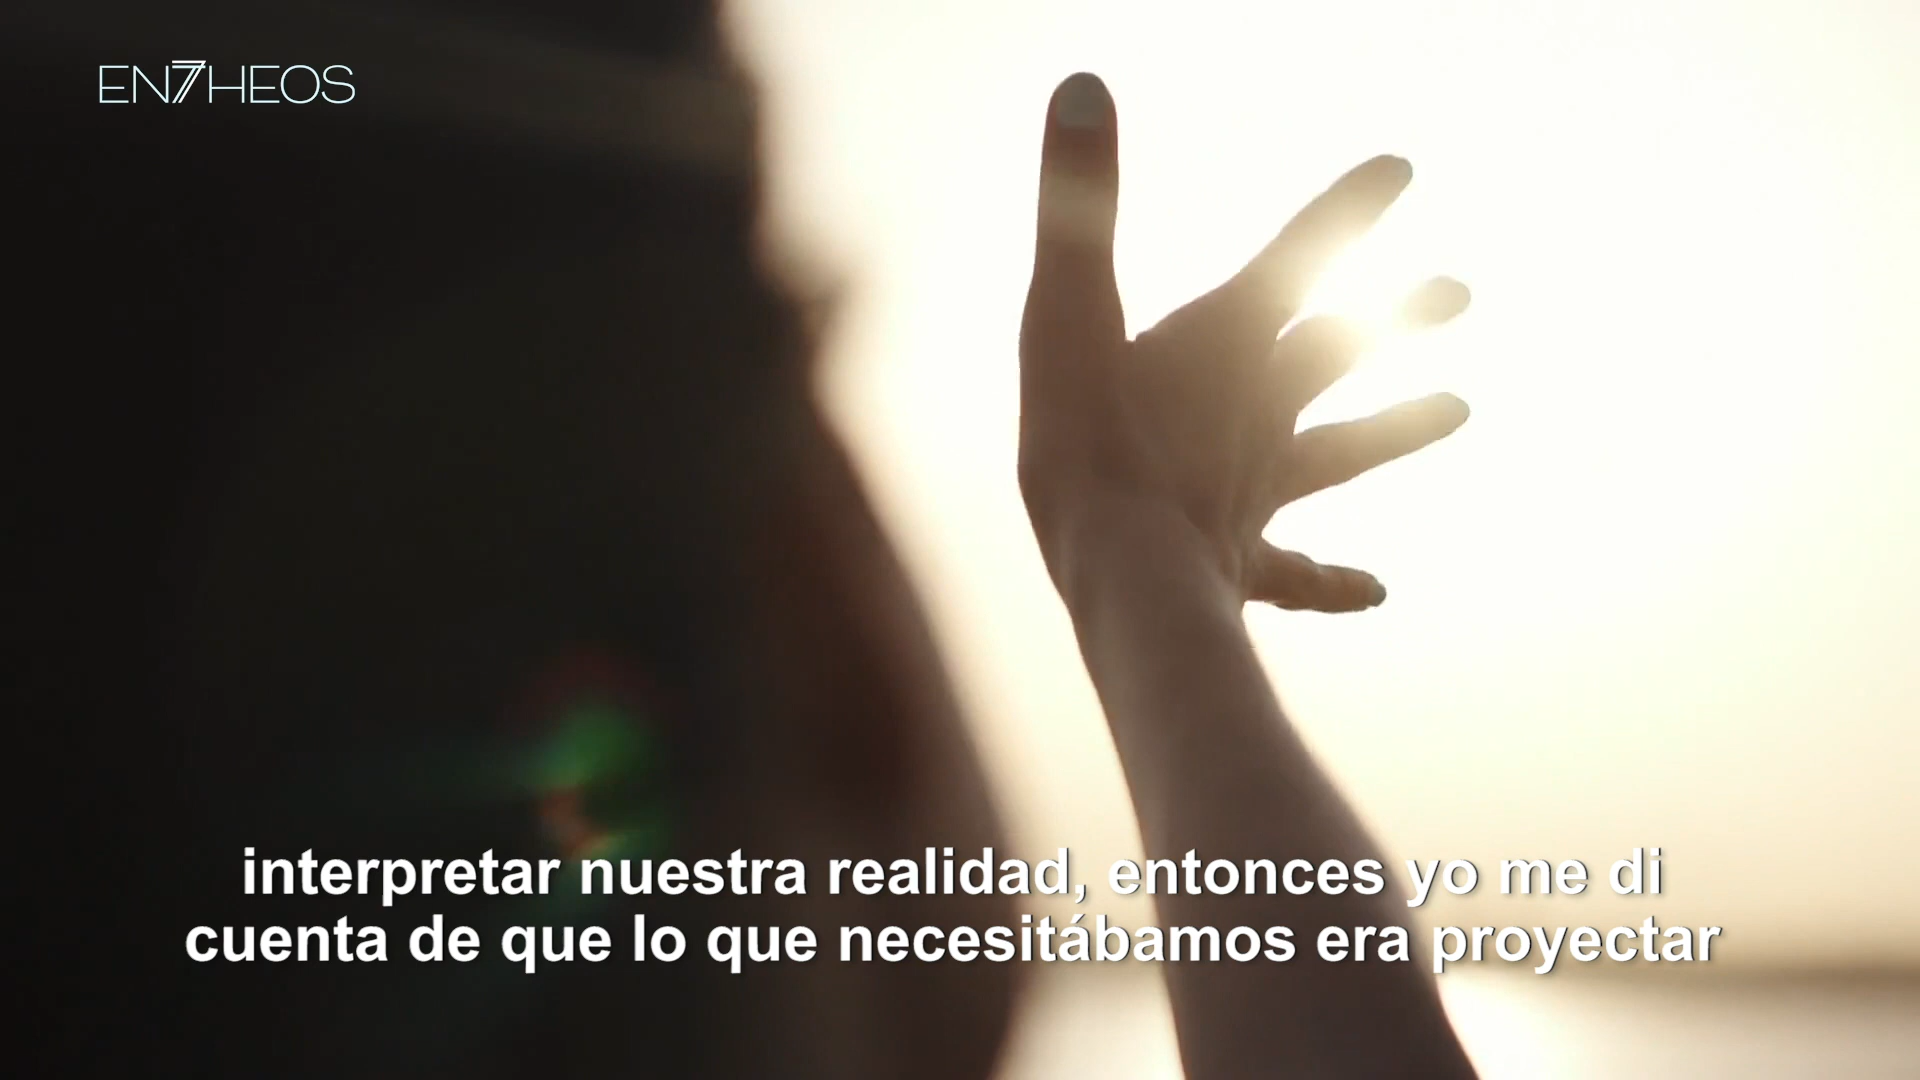 EN7HEOS
interpretar nuestra realidad, entonces yo me di
cuenta de que lo que necesitábamos era proyectar